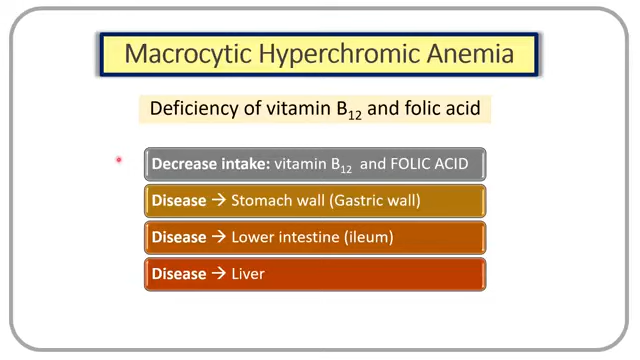 Macrocytic Hyperchromic Anemia
Deficiency of vitamin B₁₂ and folic acid
Decrease intake: vitamin B₁₂ and FOLIC ACID
Disease → Stomach wall (Gastric wall)
Disease → Lower intestine (ileum)
Disease → Liver